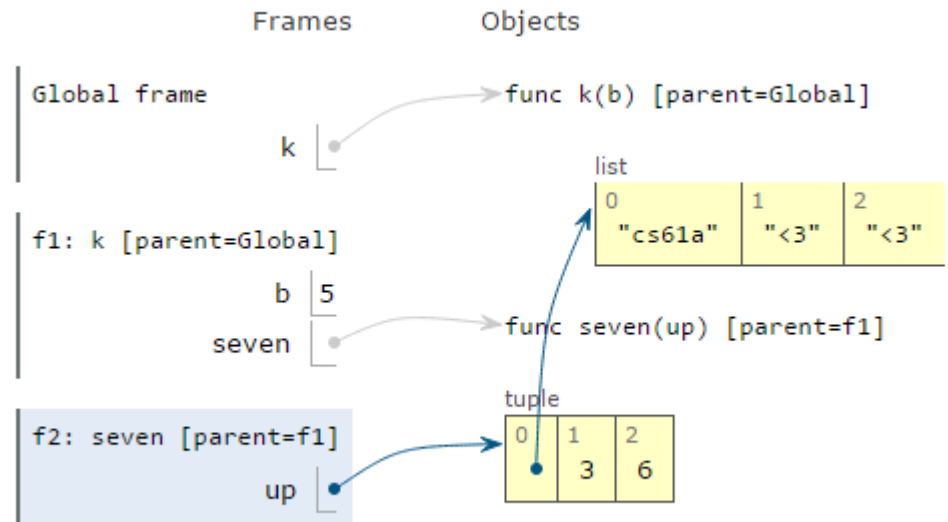 Frames Objects
Global frame func k(b) [parent=Global]
k
list
0 1 2
"cs61a" "<3" "<3"
f1: k [parent=Global]
b 5
seven func seven(up) [parent=f1]
tuple
f2: seven [parent=f1] 0 1 2
3 6
up